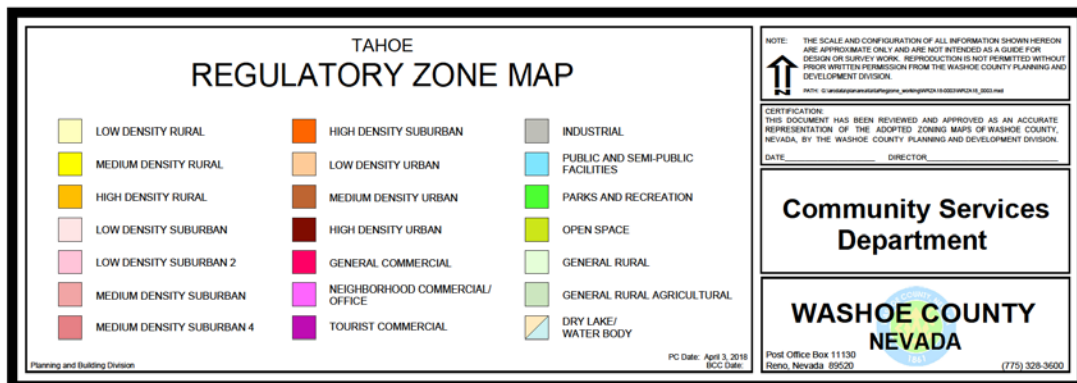 TAHOE
REGULATORY ZONE MAP
LOW DENSITY RURAL
MEDIUM DENSITY RURAL
HIGH DENSITY RURAL
LOW DENSITY SUBURBAN
LOW DENSITY SUBURBAN 2
MEDIUM DENSITY SUBURBAN
MEDIUM DENSITY SUBURBAN 4
HIGH DENSITY SUBURBAN
LOW DENSITY URBAN
MEDIUM DENSITY URBAN
HIGH DENSITY URBAN
GENERAL COMMERCIAL
NEIGHBORHOOD COMMERCIAL/
OFFICE
TOURIST COMMERCIAL
INDUSTRIAL
PUBLIC AND SEMI-PUBLIC
FACILITIES
PARKS AND RECREATION
OPEN SPACE
GENERAL RURAL
GENERAL RURAL AGRICULTURAL
DRY LAKE/
WATER BODY
Planning and Building Division
PC Date: April 3, 2018
BCC Date:
NOTE: THE SCALE AND CONFIGURATION OF ALL INFORMATION SHOWN HEREON
ARE APPROXIMATE ONLY AND ARE NOT INTENDED AS A GUIDE FOR
DESIGN OR SURVEY WORK. REPRODUCTION IS NOT PERMITTED WITHOUT
PRIOR WRITTEN PERMISSION FROM THE WASHOE COUNTY PLANNING AND
DEVELOPMENT DIVISION.
N
PATH:
CERTIFICATION:
THIS DOCUMENT HAS BEEN REVIEWED AND APPROVED AS AN ACCURATE
REPRESENTATION OF THE ADOPTED ZONING MAPS OF WASHOE COUNTY,
NEVADA, BY THE WASHOE COUNTY PLANNING AND DEVELOPMENT DIVISION.
DATE DIRECTOR
Community Services
Department
WASHOE COUNTY
NEVADA
1861
Post Office Box 11130
Reno, Nevada 89520
(775) 328-3600